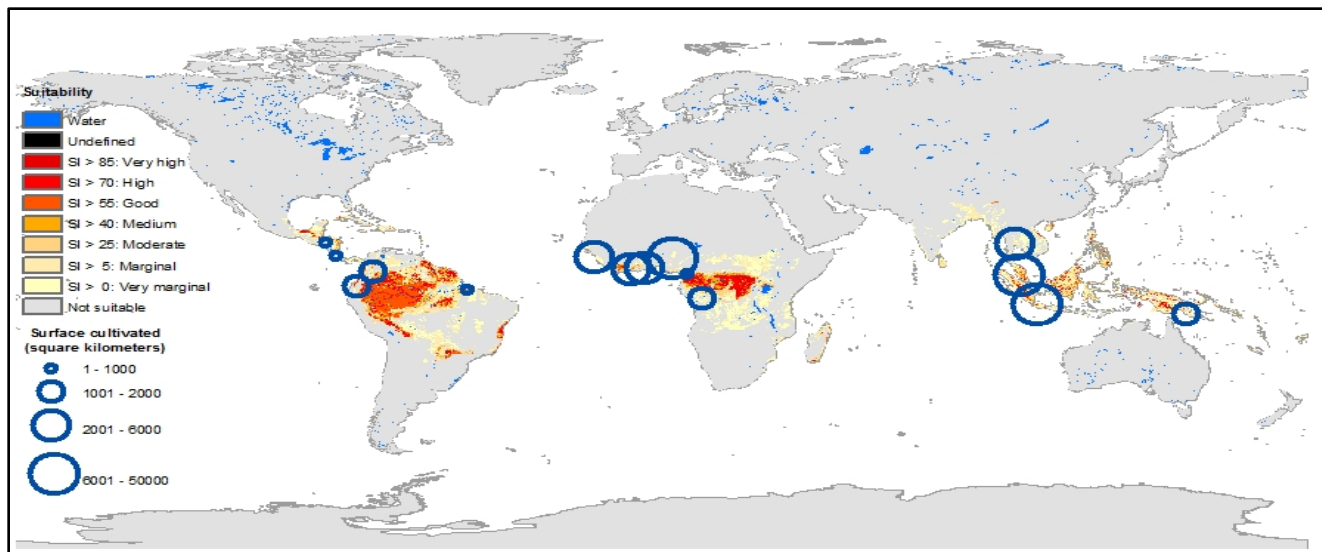 Suitability
Water
Undefined
SI > 85: Very high
SI > 70: High
SI > 55: Good
SI > 40: Medium
SI > 25: Moderate
SI > 5: Marginal
SI > 0: Very marginal
Not suitable
Surface cultivated
(square kilometers)
1 - 1000
1001 - 2000
2001 - 6000
6001 - 50000